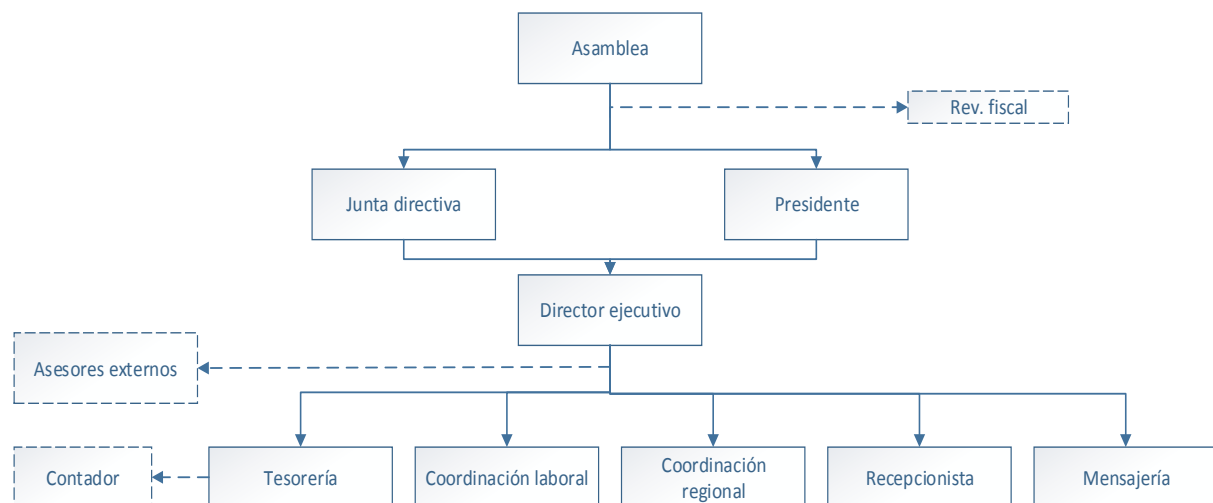 Asamblea
Rev. fiscal
Junta directiva
Presidente
Director ejecutivo
Asesores externos
Contador
Tesorería
Coordinación laboral
Coordinación
regional
Recepcionista
Mensajería